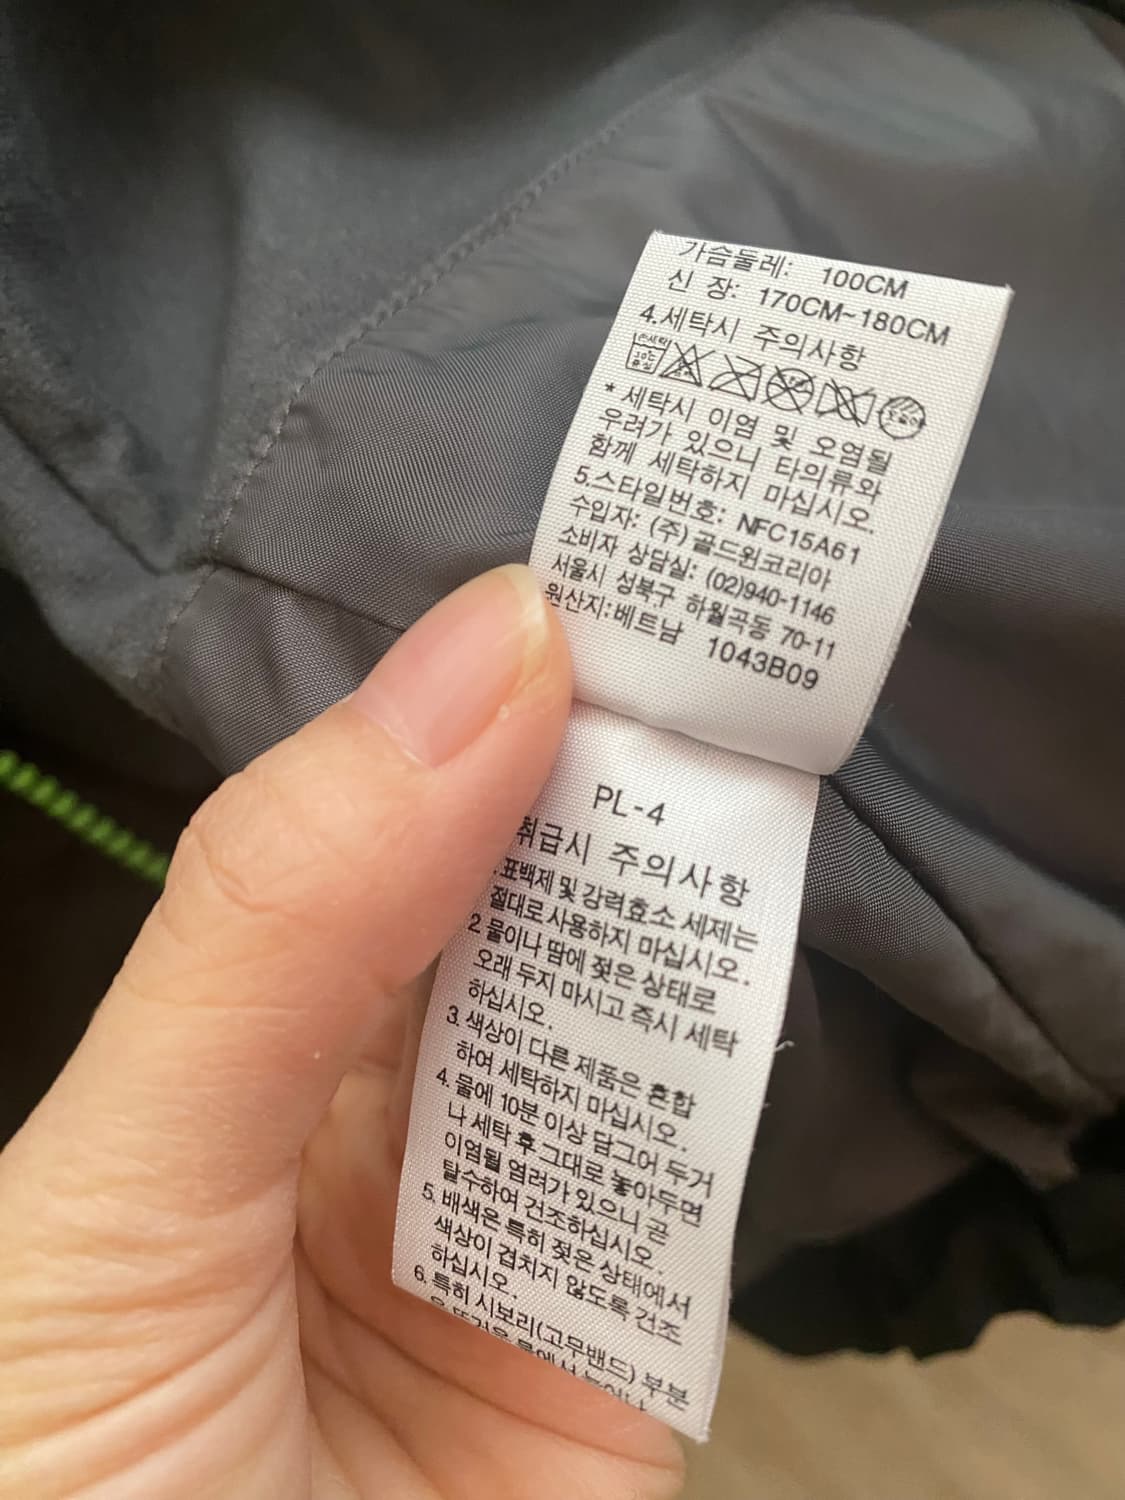 가슴둘레: 100CM
신 장: 170CM~180CM
4.세탁시 주의사항
손세탁
* 세탁시 이염 및 오염될
우려가 있으니 타의류와
함께 세탁하지 마십시오.
5.스타일번호: NFC15A61
수입자: (주) 골드윈코리아
소비자 상담실: (02)940-1146
서울시 성북구 하월곡동 70-11
원산지:베트남 1043B09
PL-4
취급시 주의사항
표백제 및 강력효소 세제는
절대로 사용하지 마십시오.
2 물이나 땀에 젖은 상태로
오래 두지 마시고 즉시 세탁
하십시오.
3. 색상이 다른 제품은 혼합
하여 세탁하지 마십시오.
4. 물에 10분 이상 담그어 두거
나 세탁 후 그대로 놓아두면
이염될 염려가 있으니 곧
탈수하여 건조하십시오.
5. 배색은 특히 젖은 상태에서
색상이 겹치지 않도록 건조
하십시오.
6. 특히 시보리(고무밴드) 부분